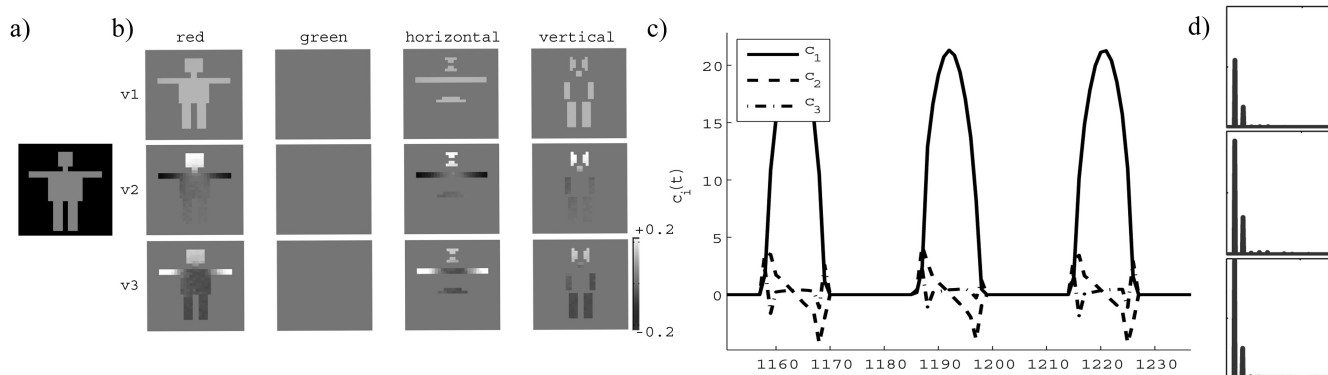 a)
b)
red green horizontal vertical
v1
v2
v3
+0.2
-0.2
c)
c₁
c₂
c₃
cᵢ(t)
20
15
10
5
0
1160 1170 1180 1190 1200 1210 1220 1230
d)